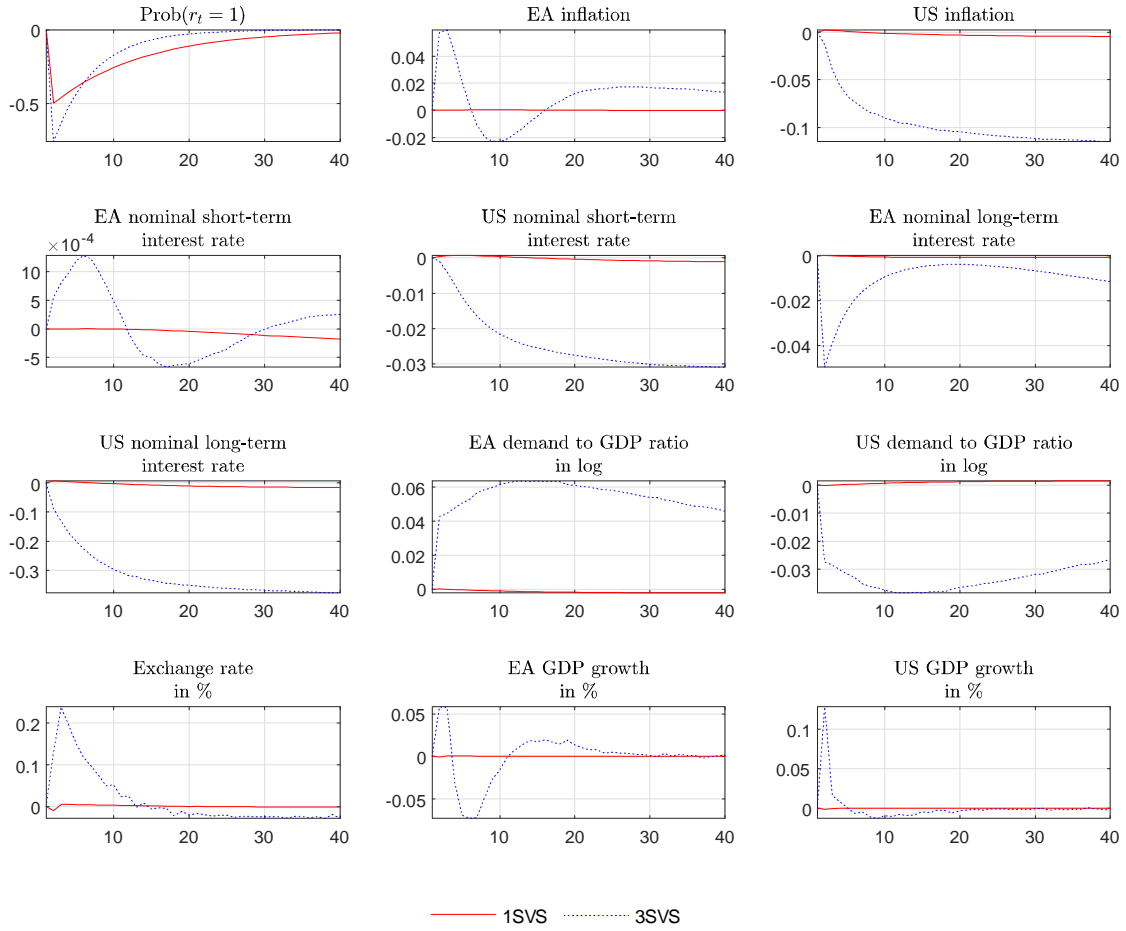 Prob(r_t = 1)
0
-0.5
10 20 30 40
EA inflation
0.04
0.02
0
-0.02
10 20 30 40
US inflation
0
-0.05
-0.1
10 20 30 40
EA nominal short-term
interest rate
×10⁻⁴
10
5
0
-5
10 20 30 40
US nominal short-term
interest rate
0
-0.01
-0.02
-0.03
10 20 30 40
EA nominal long-term
interest rate
0
-0.02
-0.04
10 20 30 40
US nominal long-term
interest rate
0
-0.1
-0.2
-0.3
10 20 30 40
EA demand to GDP ratio
in log
0.06
0.04
0.02
0
10 20 30 40
US demand to GDP ratio
in log
0
-0.01
-0.02
-0.03
10 20 30 40
Exchange rate
in %
0.2
0.1
0
10 20 30 40
EA GDP growth
in %
0.05
0
-0.05
10 20 30 40
US GDP growth
in %
0.1
0.05
0
10 20 30 40
1SVS 3SVS